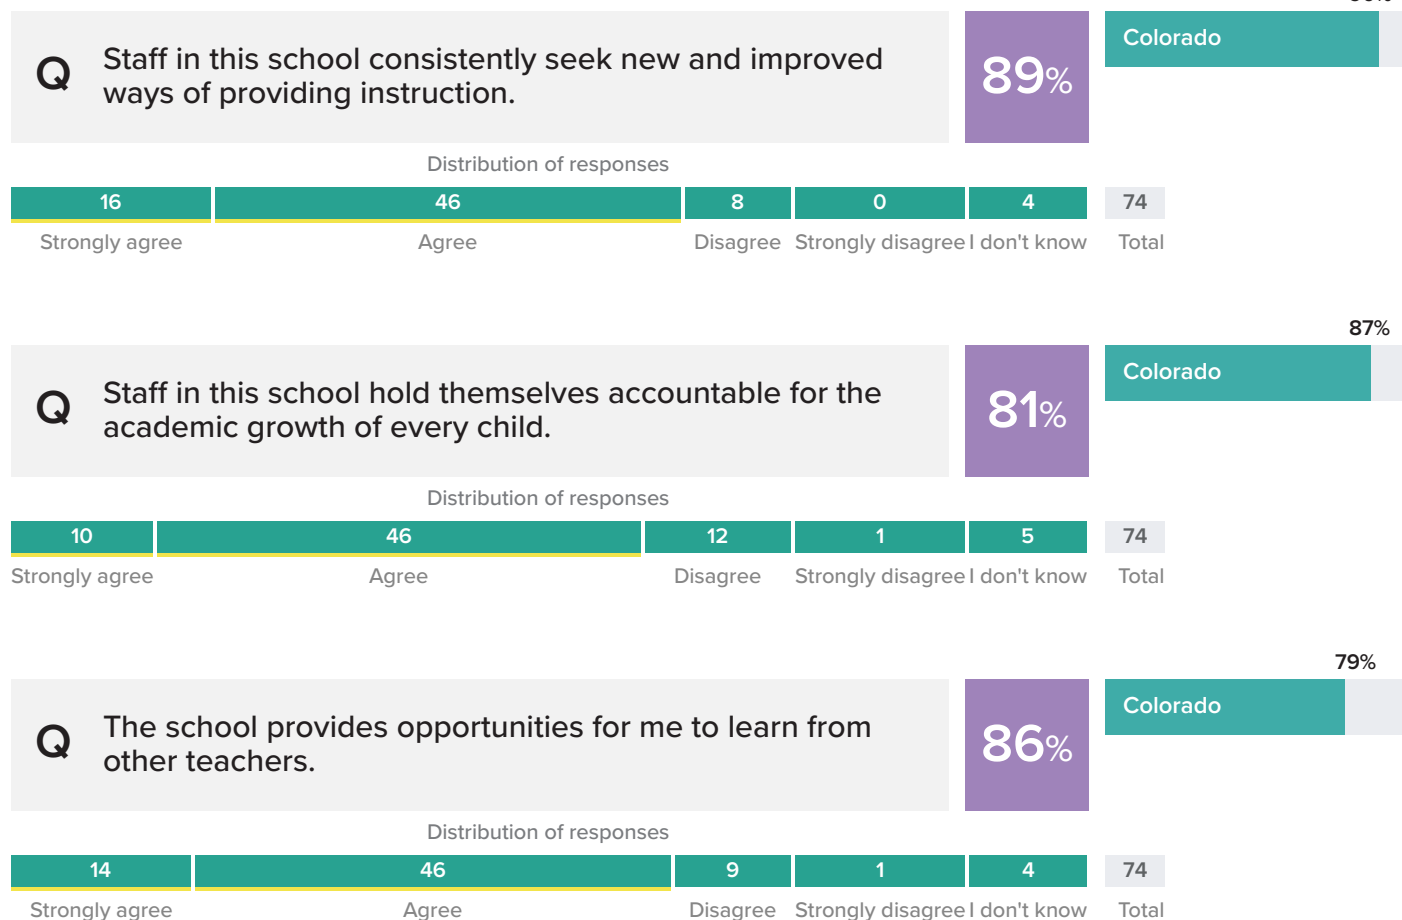 Q
Staff in this school consistently seek new and improved
ways of providing instruction.
89%
Colorado
Distribution of responses
16 46 8 0 4 74
Strongly agree Agree Disagree Strongly disagree I don't know Total
87%
Q
Staff in this school hold themselves accountable for the
academic growth of every child.
81%
Colorado
Distribution of responses
10 46 12 1 5 74
Strongly agree Agree Disagree Strongly disagree I don't know Total
79%
Q
The school provides opportunities for me to learn from
other teachers.
86%
Colorado
Distribution of responses
14 46 9 1 4 74
Strongly agree Agree Disagree Strongly disagree I don't know Total